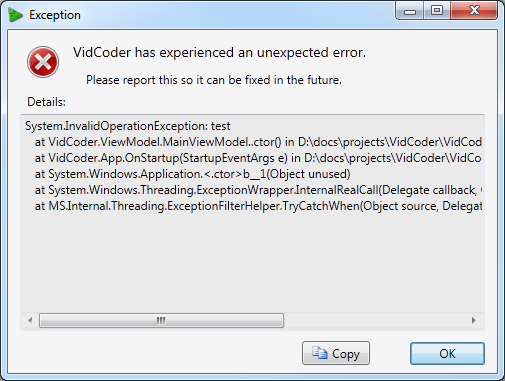 Exception
VidCoder has experienced an unexpected error.
Please report this so it can be fixed in the future.
Details:
System.InvalidOperationException: test
at VidCoder.ViewModel.MainViewModel..ctor() in D:\docs\projects\VidCoder\VidCod
at VidCoder.App.OnStartup(StartupEventArgs e) in D:\docs\projects\VidCoder\VidCo
at System.Windows.Application.<.ctor>b__1(Object unused)
at System.Windows.Threading.ExceptionWrapper.InternalRealCall(Delegate callback,
at MS.Internal.Threading.ExceptionFilterHelper.TryCatchWhen(Object source, Delegat
Copy
OK